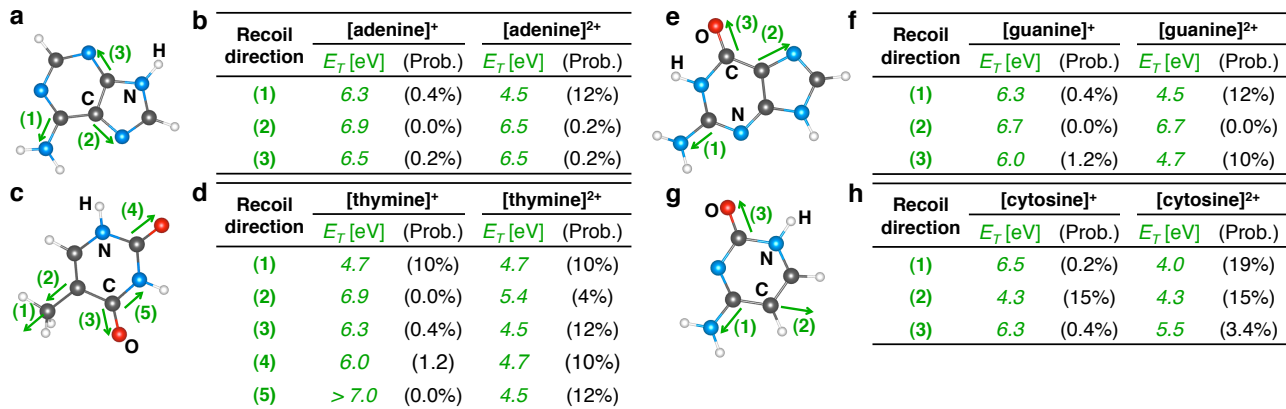 a
H
(3)
C
N
(1)
(2)
b
Recoil direction [adenine]+ [adenine]2+
E_T [eV] (Prob.) E_T [eV] (Prob.)
(1) 6.3 (0.4%) 4.5 (12%)
(2) 6.9 (0.0%) 6.5 (0.2%)
(3) 6.5 (0.2%) 6.5 (0.2%)
c
H
(4)
N
(2)
C
(1)
(3)
(5)
O
d
Recoil direction [thymine]+ [thymine]2+
E_T [eV] (Prob.) E_T [eV] (Prob.)
(1) 4.7 (10%) 4.7 (10%)
(2) 6.9 (0.0%) 5.4 (4%)
(3) 6.3 (0.4%) 4.5 (12%)
(4) 6.0 (1.2) 4.7 (10%)
(5) > 7.0 (0.0%) 4.5 (12%)
e
(3)
O
(2)
H
C
N
(1)
f
Recoil direction [guanine]+ [guanine]2+
E_T [eV] (Prob.) E_T [eV] (Prob.)
(1) 6.3 (0.4%) 4.5 (12%)
(2) 6.7 (0.0%) 6.7 (0.0%)
(3) 6.0 (1.2%) 4.7 (10%)
g
O
(3)
H
N
C
(1)
(2)
h
Recoil direction [cytosine]+ [cytosine]2+
E_T [eV] (Prob.) E_T [eV] (Prob.)
(1) 6.5 (0.2%) 4.0 (19%)
(2) 4.3 (15%) 4.3 (15%)
(3) 6.3 (0.4%) 5.5 (3.4%)